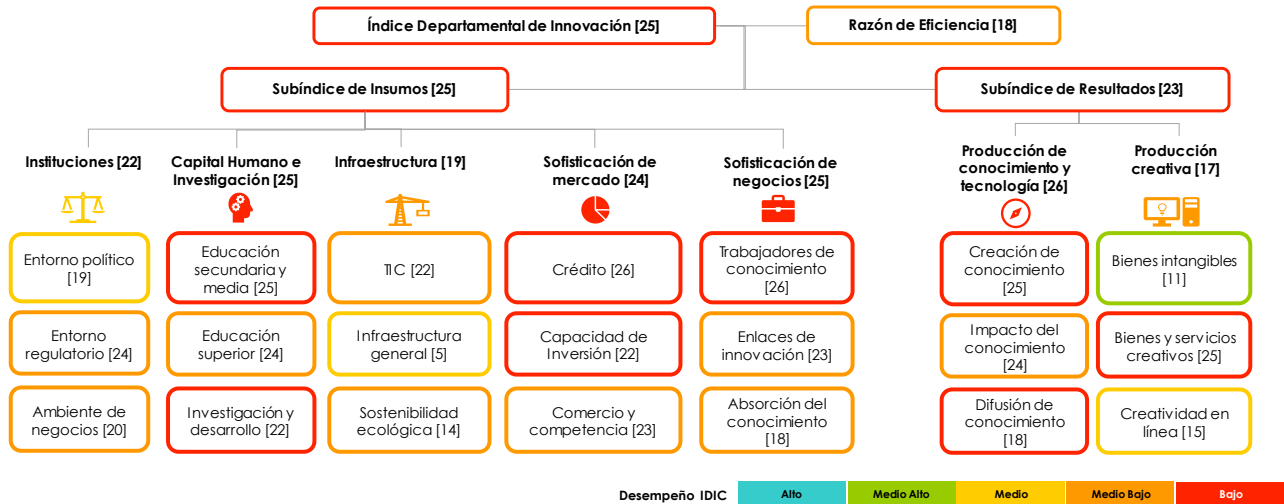 Índice Departamental de Innovación [25]
Razón de Eficiencia [18]
Subíndice de Insumos [25]
Subíndice de Resultados [23]
Instituciones [22]
Capital Humano e
Investigación [25]
Infraestructura [19]
Sofisticación de
mercado [24]
Sofisticación de
negocios [25]
Producción de
conocimiento y
tecnología [26]
Producción
creativa [17]
Entorno político
[19]
Educación
secundaria y
media [25]
TIC [22]
Crédito [26]
Trabajadores de
conocimiento
[26]
Creación de
conocimiento
[25]
Bienes intangibles
[11]
Entorno
regulatorio [24]
Educación
superior [24]
Infraestructura
general [5]
Capacidad de
Inversión [22]
Enlaces de
innovación [23]
Impacto del
conocimiento
[24]
Bienes y servicios
creativos [25]
Ambiente de
negocios [20]
Investigación y
desarrollo [22]
Sostenibilidad
ecológica [14]
Comercio y
competencia [23]
Absorción del
conocimiento
[18]
Difusión de
conocimiento
[18]
Creatividad en
línea [15]
Desempeño IDIC
Alto
Medio Alto
Medio
Medio Bajo
Bajo